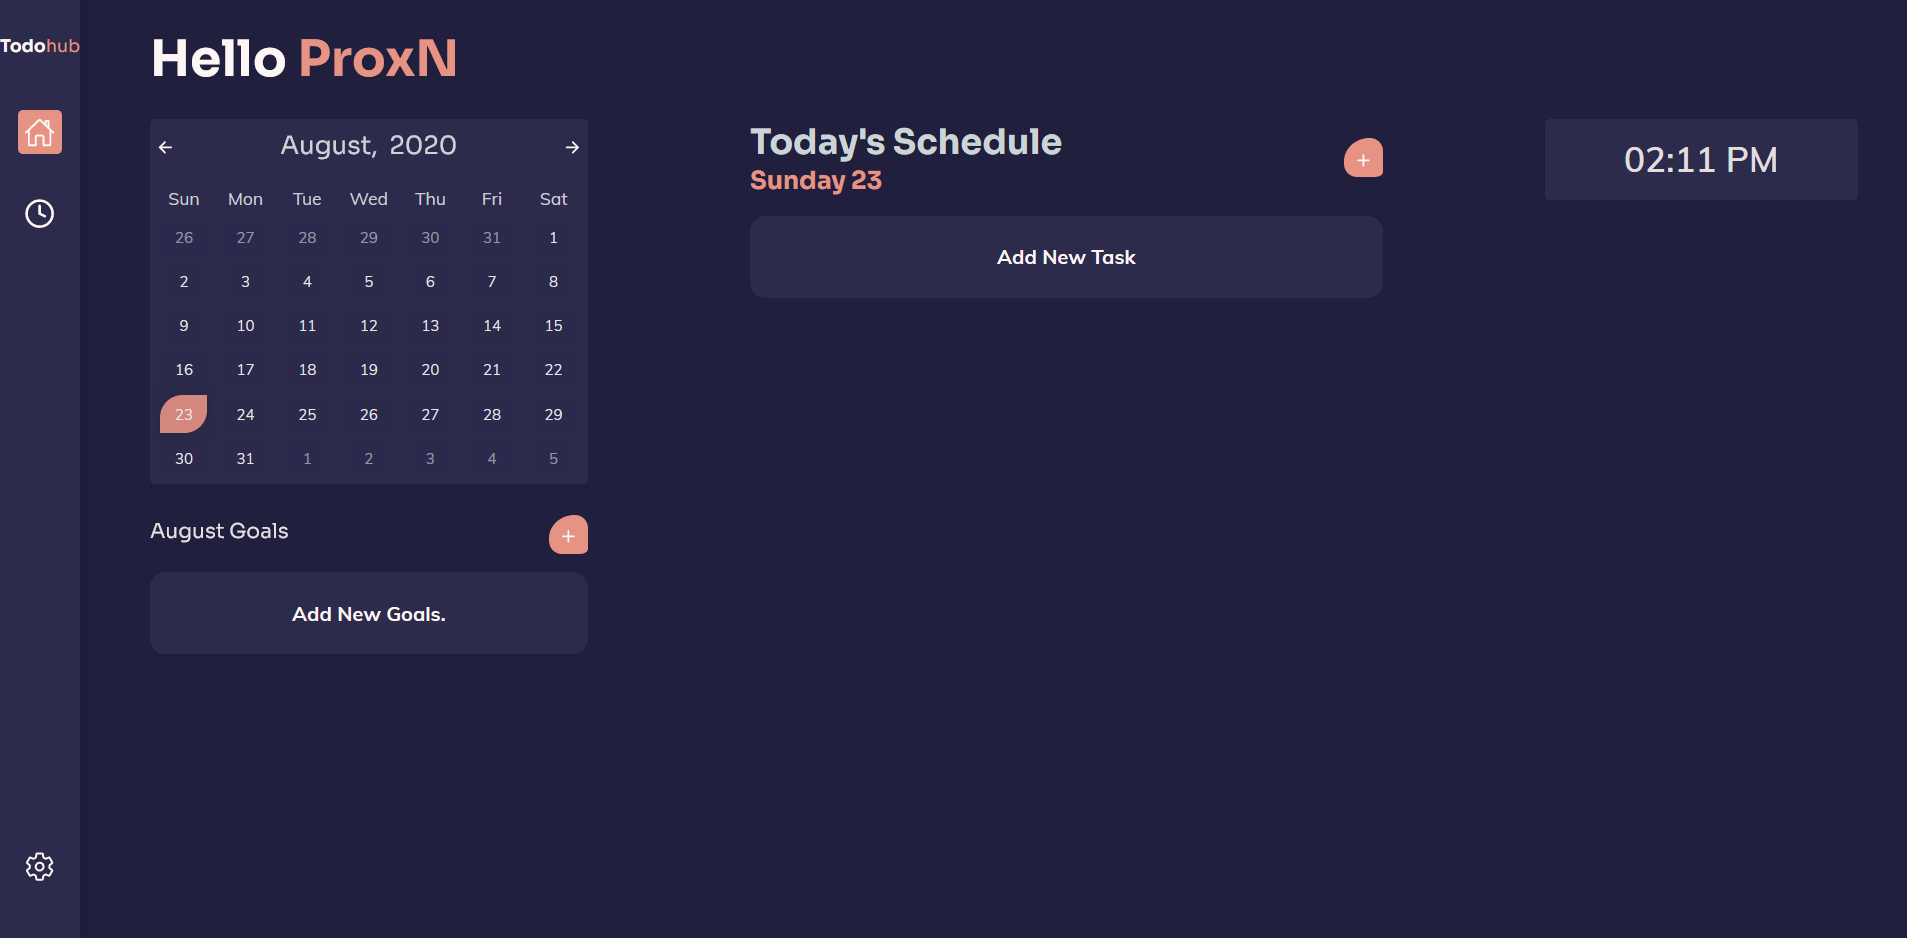 Todohub
Hello ProxN
August, 2020
Sun Mon Tue Wed Thu Fri Sat
26 27 28 29 30 31 1
2 3 4 5 6 7 8
9 10 11 12 13 14 15
16 17 18 19 20 21 22
23 24 25 26 27 28 29
30 31 1 2 3 4 5
August Goals
+
Add New Goals.
Today's Schedule
Sunday 23
+
Add New Task
02:11 PM